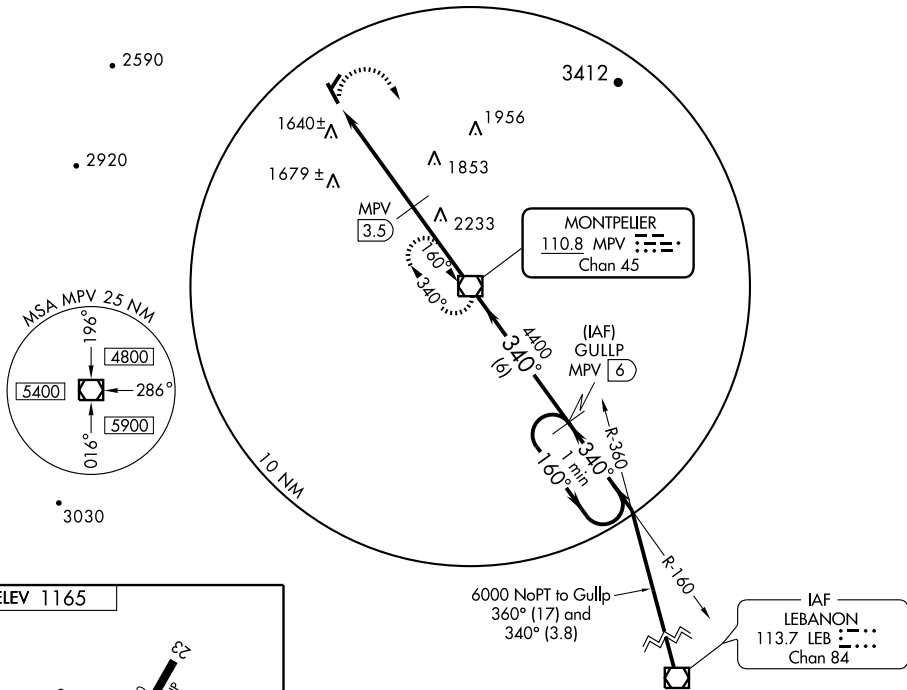 2590
3412
1956
1640±
2920
1853
1679 ±
MPV
3.5
2233
MONTPELIER
110.8 MPV
Chan 45
160°
340°
MSA MPV 25 NM
196°
4800
5400
286°
5900
016°
4400
340°
(6)
(IAF)
GULLP
MPV 6
R-360
340°
1 min
160°
10 NM
3030
R-160
6000 NoPT to Gullp
360° (17) and
340° (3.8)
IAF
LEBANON
113.7 LEB
Chan 84
ELEV 1165
23